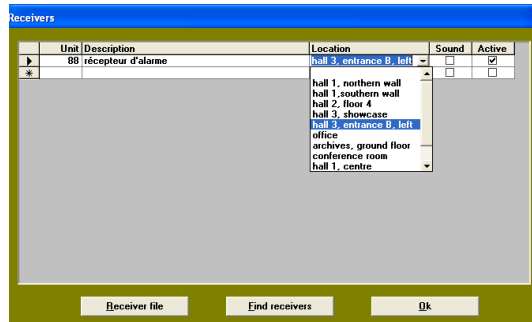 Receivers
Unit Description Location Sound Active
88 récepteur d'alarme hall 3, entrance B, left
hall 1, northern wall
hall 1,southern wall
hall 2, floor 4
hall 3, showcase
hall 3, entrance B, left
office
archives, ground floor
conference room
hall 1, centre
Receiver file Find receivers Ok